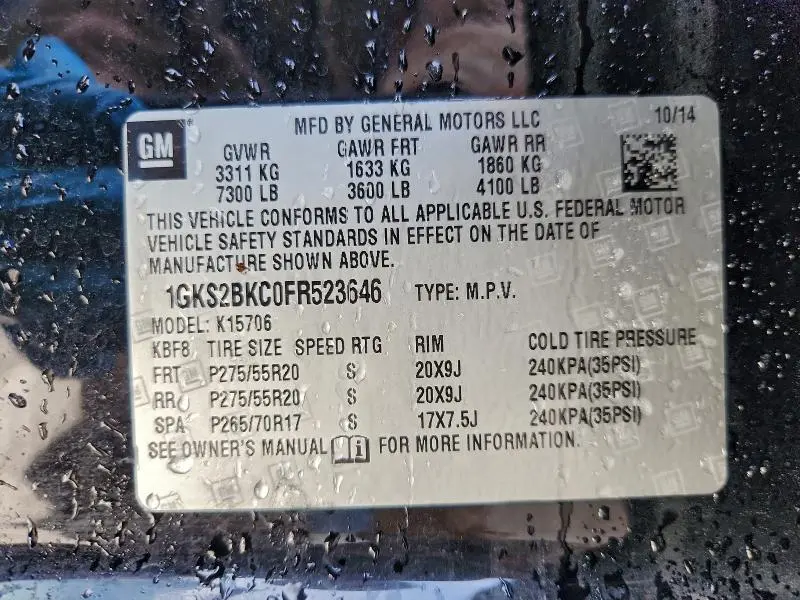 GM
MFD BY GENERAL MOTORS LLC 10/14
GVWR GAWR FRT GAWR RR
3311 KG 1633 KG 1860 KG
7300 LB 3600 LB 4100 LB
THIS VEHICLE CONFORMS TO ALL APPLICABLE U.S. FEDERAL MOTOR
VEHICLE SAFETY STANDARDS IN EFFECT ON THE DATE OF
MANUFACTURE SHOWN ABOVE.
1GKS2BKC0FR523646 TYPE: M.P.V.
MODEL: K15706
KBF8 TIRE SIZE SPEED RTG RIM COLD TIRE PRESSURE
FRT P275/55R20 S 20X9J 240KPA(35PSI)
RR P275/55R20 S 20X9J 240KPA(35PSI)
SPA P265/70R17 S 17X7.5J 240KPA(35PSI)
SEE OWNER'S MANUAL FOR MORE INFORMATION.